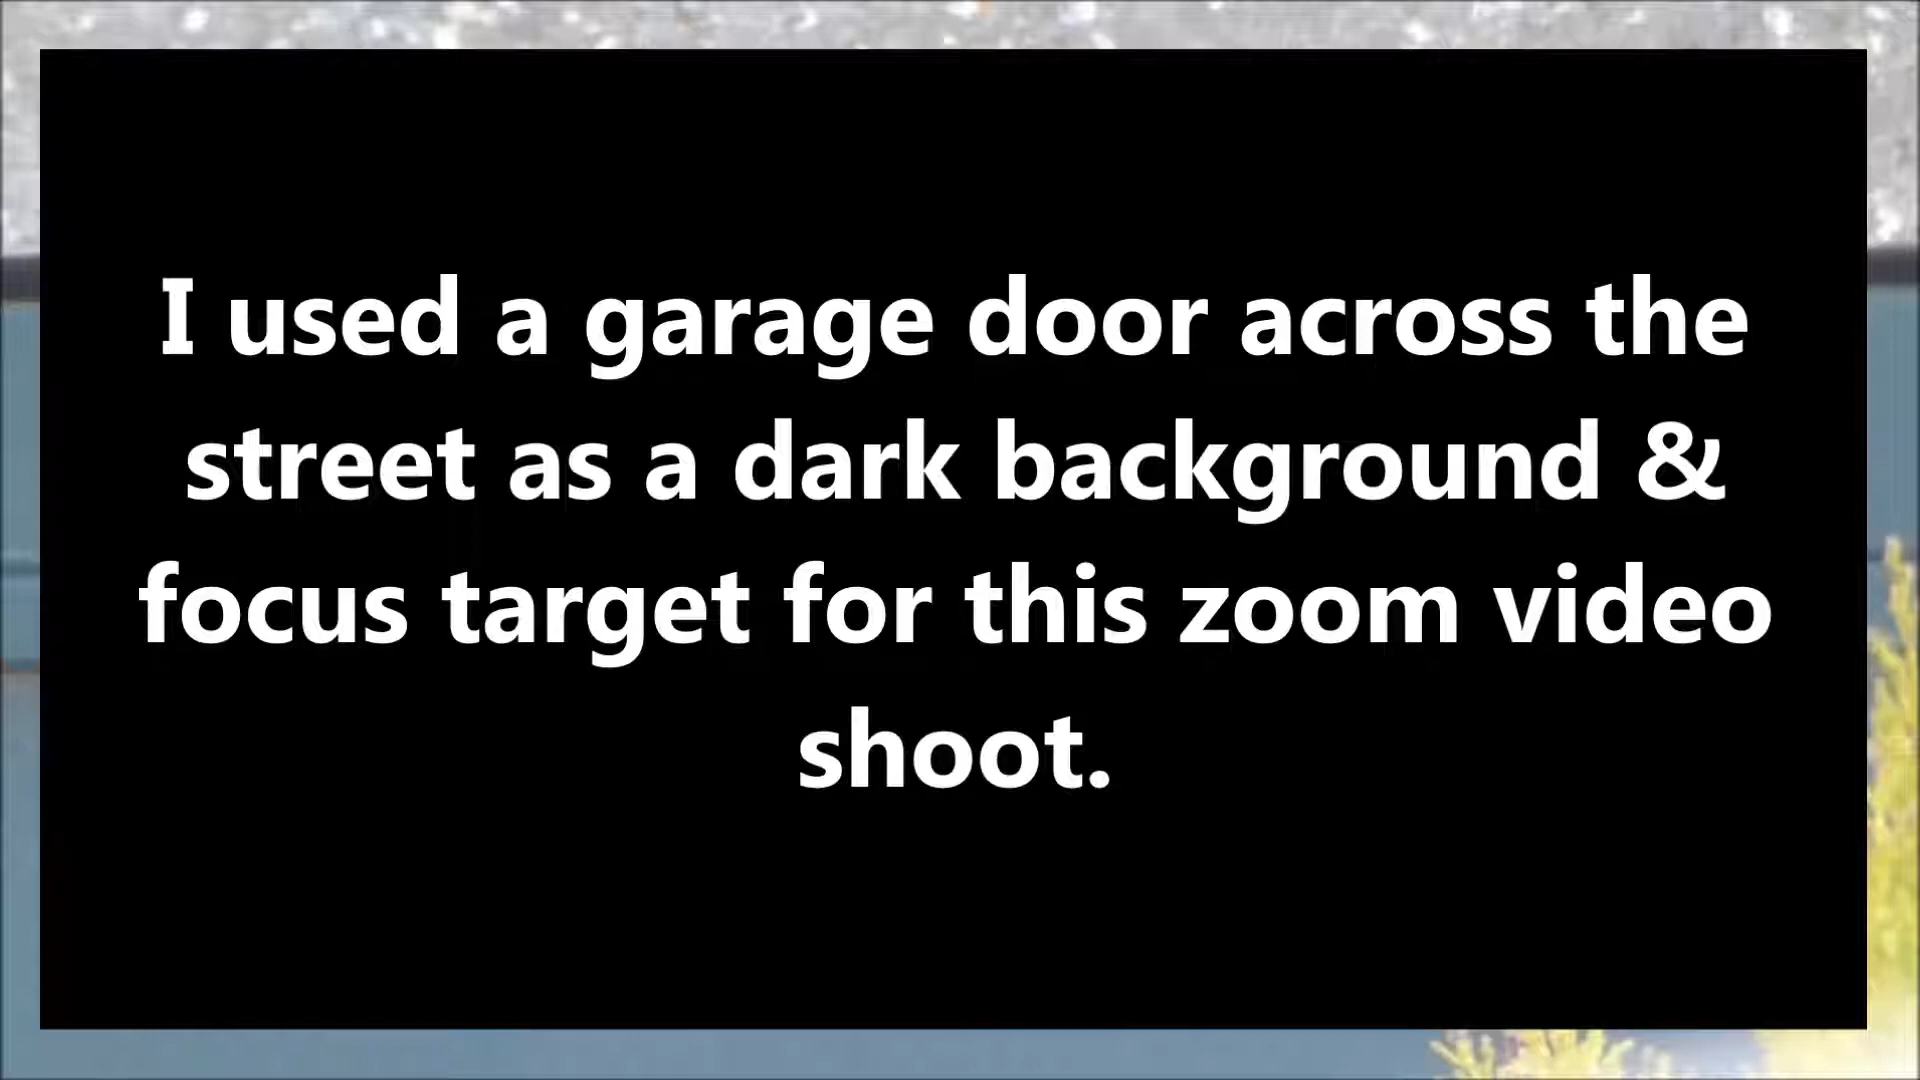 I used a garage door across the
street as a dark background &
focus target for this zoom video
shoot.